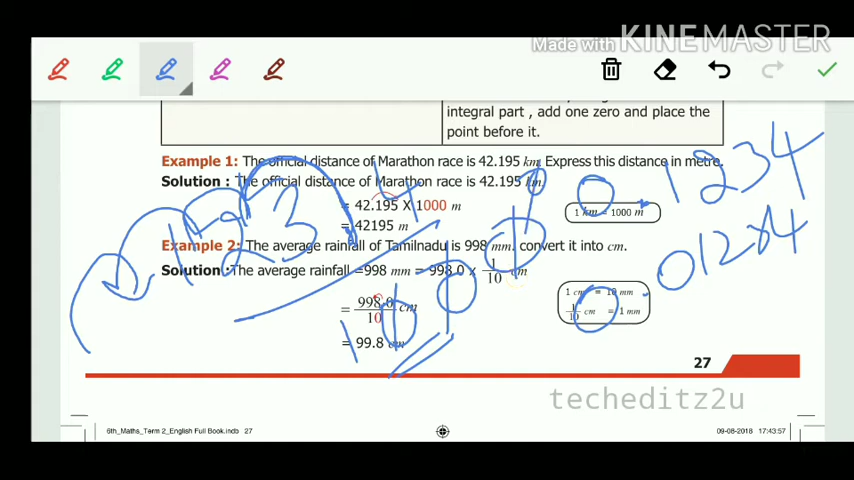 Made with KINEMASTER
integral part , add one zero and place the
point before it.
Example 1: The official distance of Marathon race is 42.195 km. Express this distance in metre.
Solution : The official distance of Marathon race is 42.195 km.
= 42.195 X 1000 m
1 km = 1000 m
= 42195 m
Example 2: The average rainfall of Tamilnadu is 998 mm. convert it into cm.
Solution : The average rainfall =998 mm = 998.0 × 1/10 cm
1 cm = 10 mm
1/10 cm = 1 mm
= 998.0/10 cm
= 99.8 cm
27
1234
0.1234
techeditz2u
6th_Maths_Term 2_English Full Book.indb 27
09-08-2018 17:43:57